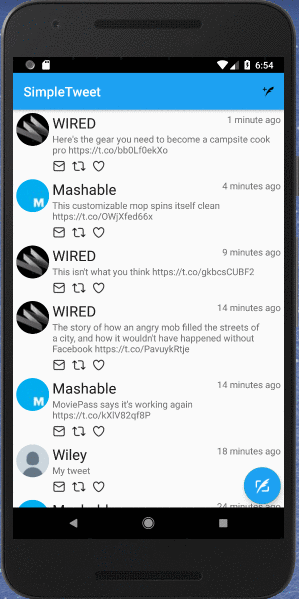 6:54
SimpleTweet
WIRED 1 minute ago
Here's the gear you need to become a campsite cook
pro https://t.co/bb0Lf0ekXo
Mashable 4 minutes ago
This customizable mop spins itself clean
https://t.co/OWjXfed66x
WIRED 9 minutes ago
This isn't what you think https://t.co/gkbcsCUBF2
WIRED 14 minutes ago
The story of how an angry mob filled the streets of
a city, and how it wouldn't have happened without
Facebook https://t.co/PavuykRtje
Mashable 14 minutes ago
MoviePass says it's working again
https://t.co/kXlV82qf8P
Wiley 18 minutes ago
My tweet
Mashable 24 minutes ago